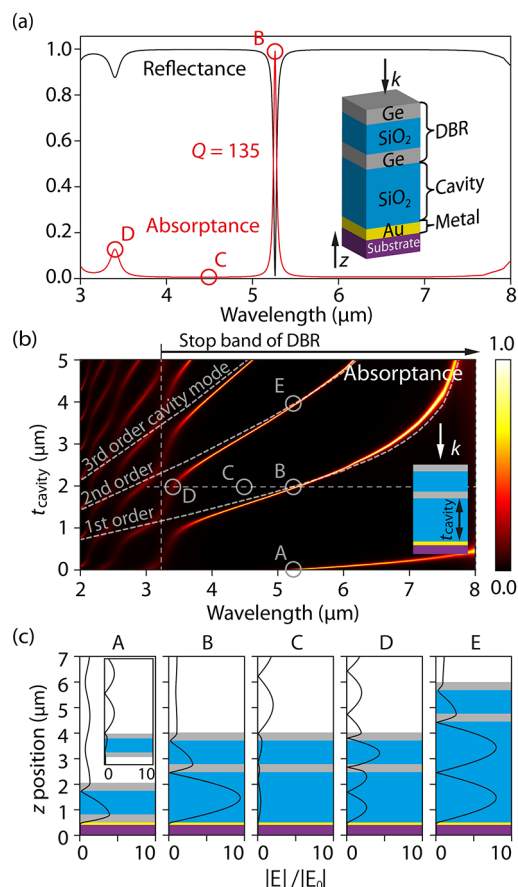 (a)
B
1.0
0.8
0.6
0.4
0.2
0.0
Reflectance
Q = 135
Absorptance
D
C
k
Ge
SiO₂
Ge
SiO₂
Au
Substrate
DBR
Cavity
Metal
z
3 4 5 6 7 8
Wavelength (μm)
(b)
Stop band of DBR
1.0
0.0
5
4
3
2
1
0
tcavity (μm)
3rd order cavity mode
2nd order
1st order
Absorptance
E
D
C
B
A
k
tcavity
2 3 4 5 6 7 8
Wavelength (μm)
(c)
A B C D E
7
6
5
4
3
2
1
0
z position (μm)
0 10
0 10 0 10 0 10 0 10 0 10
|E| /|E₀|